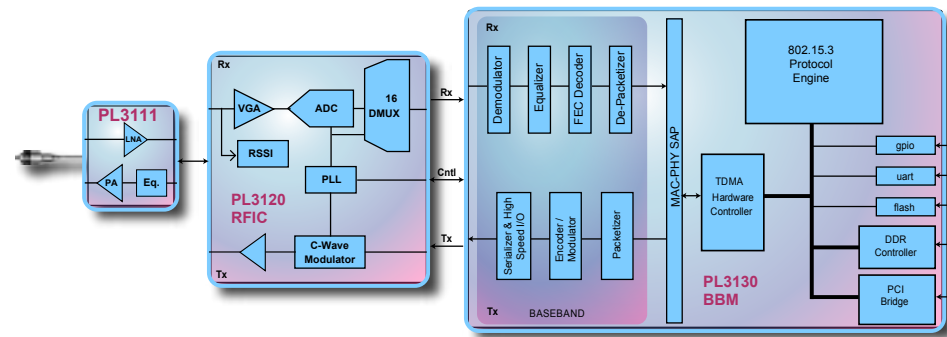 PL3111
LNA
PA
Eq.
Rx
VGA
ADC
16
DMUX
RSSI
PLL
PL3120
RFIC
C-Wave
Modulator
Tx
Rx
Cntl
Tx
Rx
Demodulator
Equalizer
FEC Decoder
De-Packetizer
Serializer & High
Speed I/O
Encoder /
Modulator
Packetizer
Tx
BASEBAND
MAC-PHY SAP
TDMA
Hardware
Controller
802.15.3
Protocol
Engine
gpio
uart
flash
DDR
Controller
PCI
Bridge
PL3130
BBM